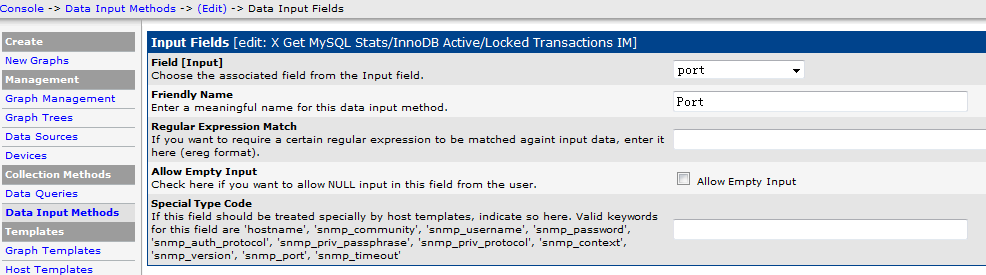 Console -> Data Input Methods -> (Edit) -> Data Input Fields
Create
New Graphs
Management
Graph Management
Graph Trees
Data Sources
Devices
Collection Methods
Data Queries
Data Input Methods
Templates
Graph Templates
Host Templates
Input Fields [edit: X Get MySQL Stats/InnoDB Active/Locked Transactions IM]
Field [Input]
Choose the associated field from the Input field.
port
Friendly Name
Enter a meaningful name for this data input method.
Port
Regular Expression Match
If you want to require a certain regular expression to be matched againt input data, enter it
here (ereg format).
Allow Empty Input
Check here if you want to allow NULL input in this field from the user.
Allow Empty Input
Special Type Code
If this field should be treated specially by host templates, indicate so here. Valid keywords
for this field are 'hostname', 'snmp_community', 'snmp_username', 'snmp_password',
'snmp_auth_protocol', 'snmp_priv_passphrase', 'snmp_priv_protocol', 'snmp_context',
'snmp_version', 'snmp_port', 'snmp_timeout'